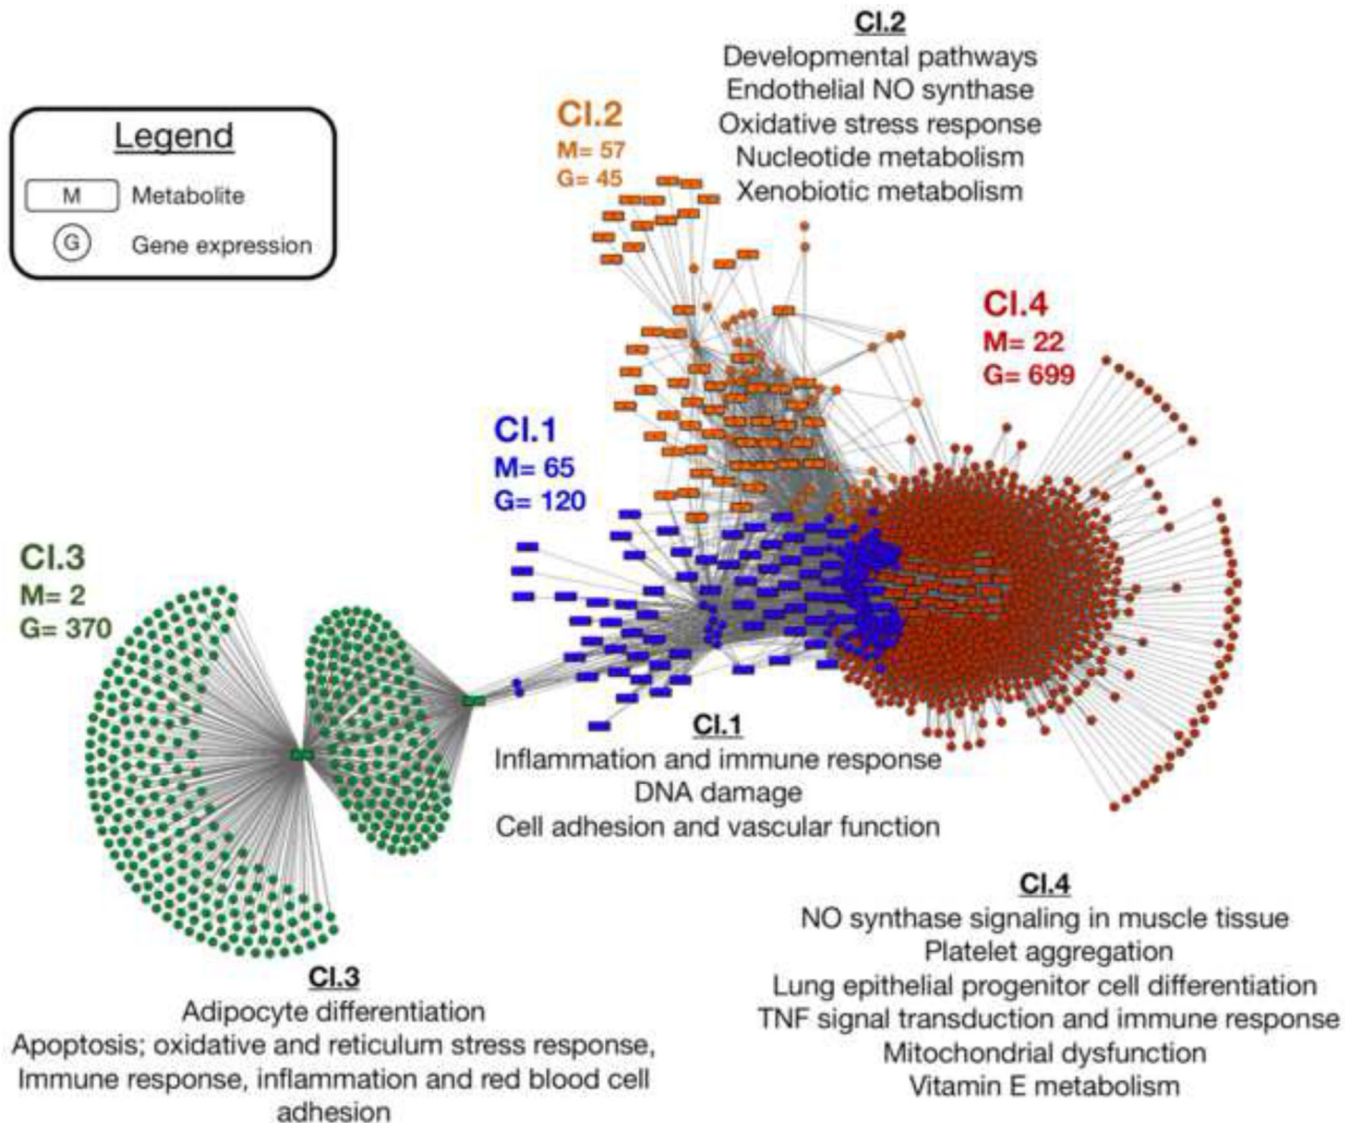 Cl.2
Developmental pathways
Endothelial NO synthase
Oxidative stress response
Nucleotide metabolism
Xenobiotic metabolism
Legend
M Metabolite
G Gene expression
Cl.2
M= 57
G= 45
Cl.4
M= 22
G= 699
Cl.1
M= 65
G= 120
Cl.3
M= 2
G= 370
Cl.1
Inflammation and immune response
DNA damage
Cell adhesion and vascular function
Cl.3
Adipocyte differentiation
Apoptosis; oxidative and reticulum stress response,
Immune response, inflammation and red blood cell
adhesion
Cl.4
NO synthase signaling in muscle tissue
Platelet aggregation
Lung epithelial progenitor cell differentiation
TNF signal transduction and immune response
Mitochondrial dysfunction
Vitamin E metabolism